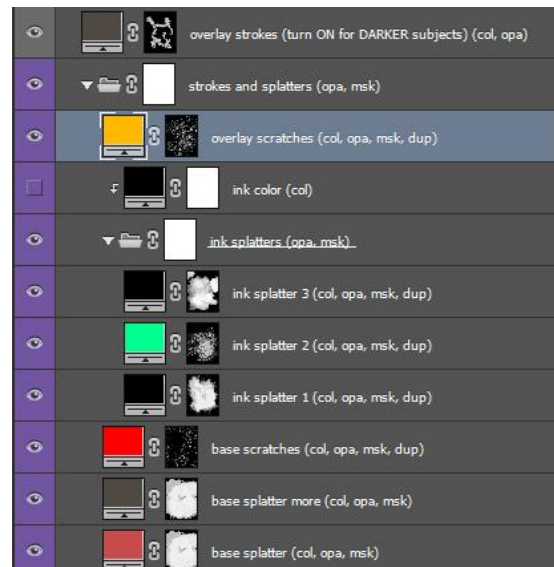 overlay strokes (turn ON for DARKER subjects) (col, opa)
strokes and splatters (opa, msk)
overlay scratches (col, opa, msk, dup)
ink color (col)
ink splatters (opa, msk)
ink splatter 3 (col, opa, msk, dup)
ink splatter 2 (col, opa, msk, dup)
ink splatter 1 (col, opa, msk, dup)
base scratches (col, opa, msk, dup)
base splatter more (col, opa, msk)
base splatter (col, opa, msk)